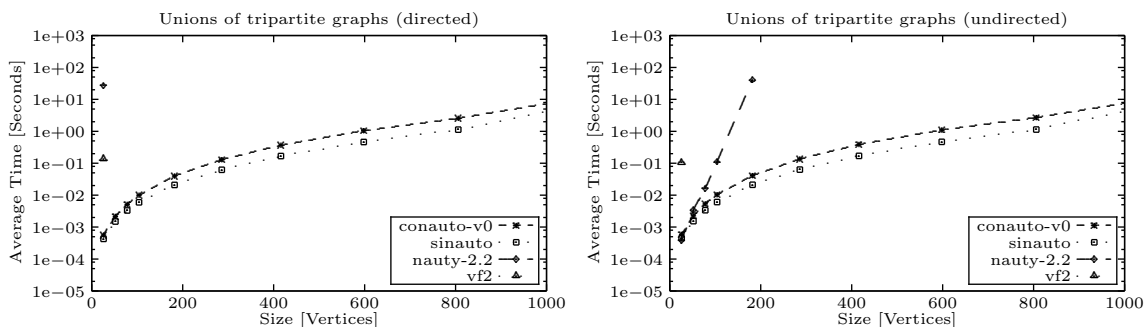 Unions of tripartite graphs (directed)
Average Time [Seconds]
1e+03
1e+02
1e+01
1e+00
1e-01
1e-02
1e-03
1e-04
1e-05
conauto-v0
sinauto
nauty-2.2
vf2
0 200 400 600 800 1000
Size [Vertices]
Unions of tripartite graphs (undirected)
Average Time [Seconds]
1e+03
1e+02
1e+01
1e+00
1e-01
1e-02
1e-03
1e-04
1e-05
conauto-v0
sinauto
nauty-2.2
vf2
0 200 400 600 800 1000
Size [Vertices]